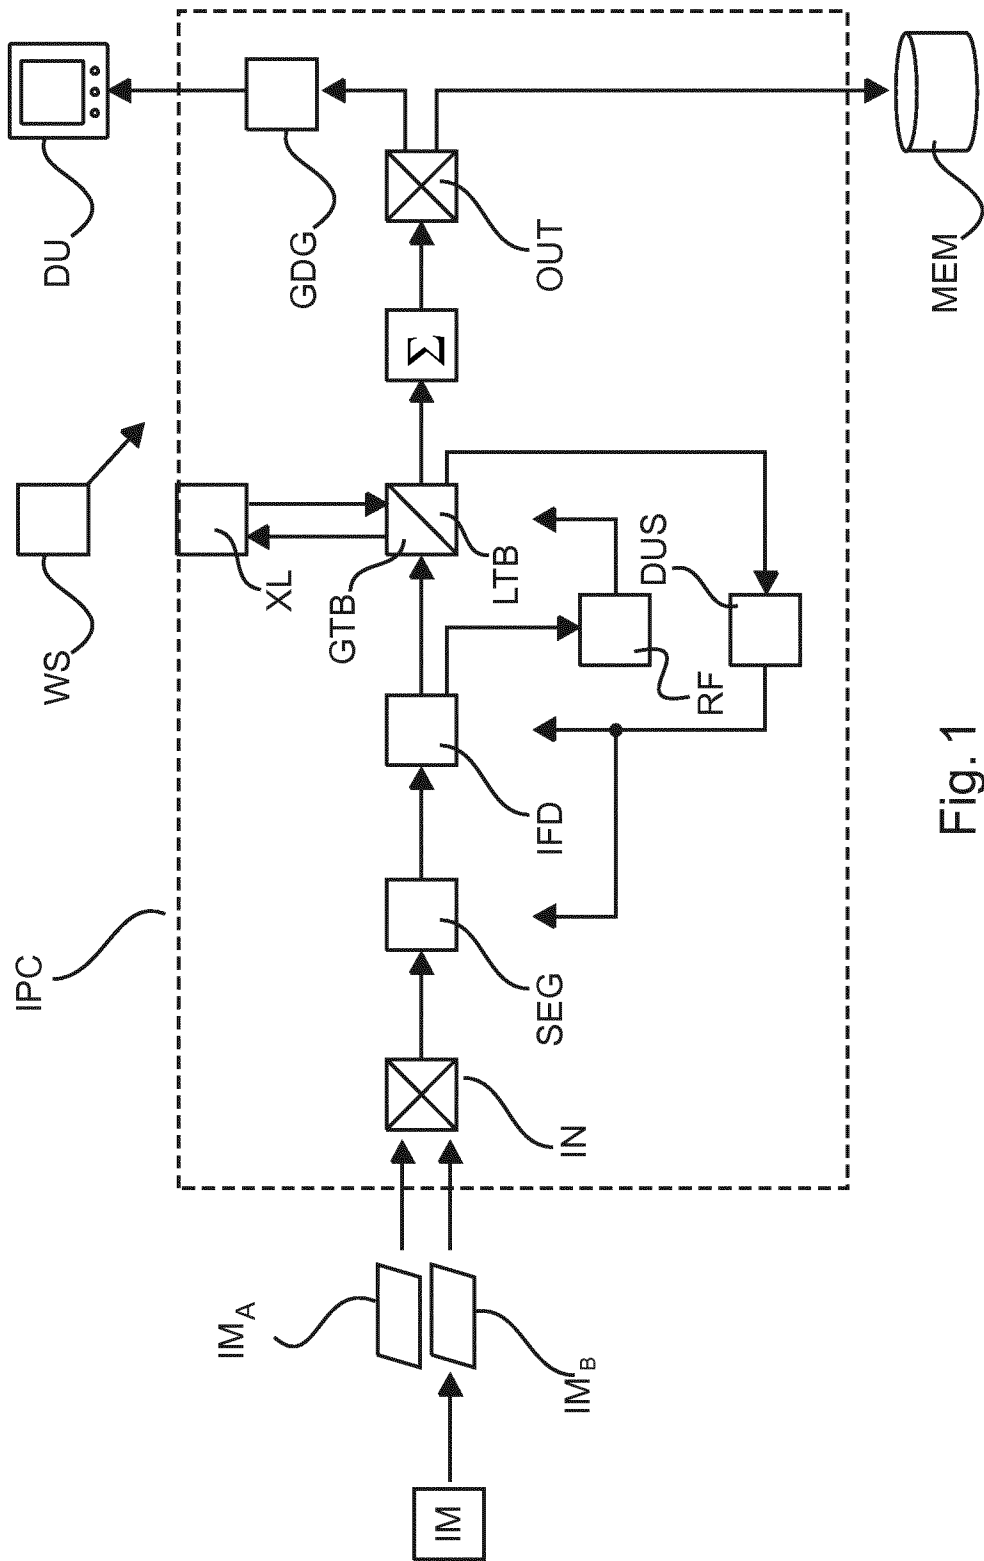 IPC
WS
DU
XL
GDG
IM_A
GTB
LTB
Σ
IM
IM_B
IN
SEG
IFD
OUT
RF
DUS
MEM
Fig. 1